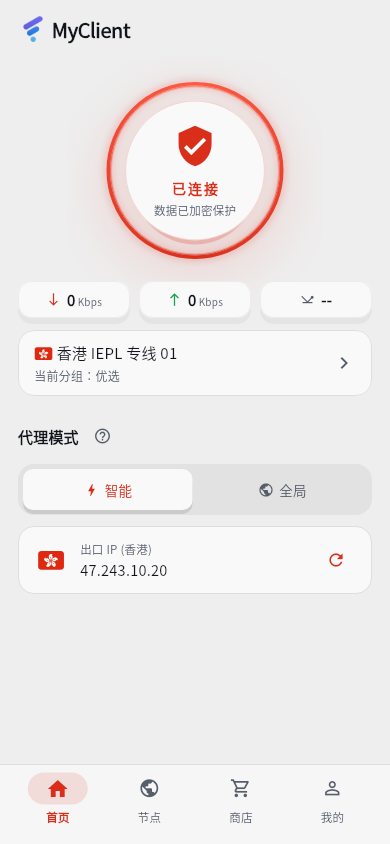 MyClient
已连接
数据已加密保护
0 Kbps
0 Kbps
--
香港 IEPL 专线 01
当前分组：优选
代理模式
智能
全局
出口 IP (香港)
47.243.10.20
首页
节点
商店
我的